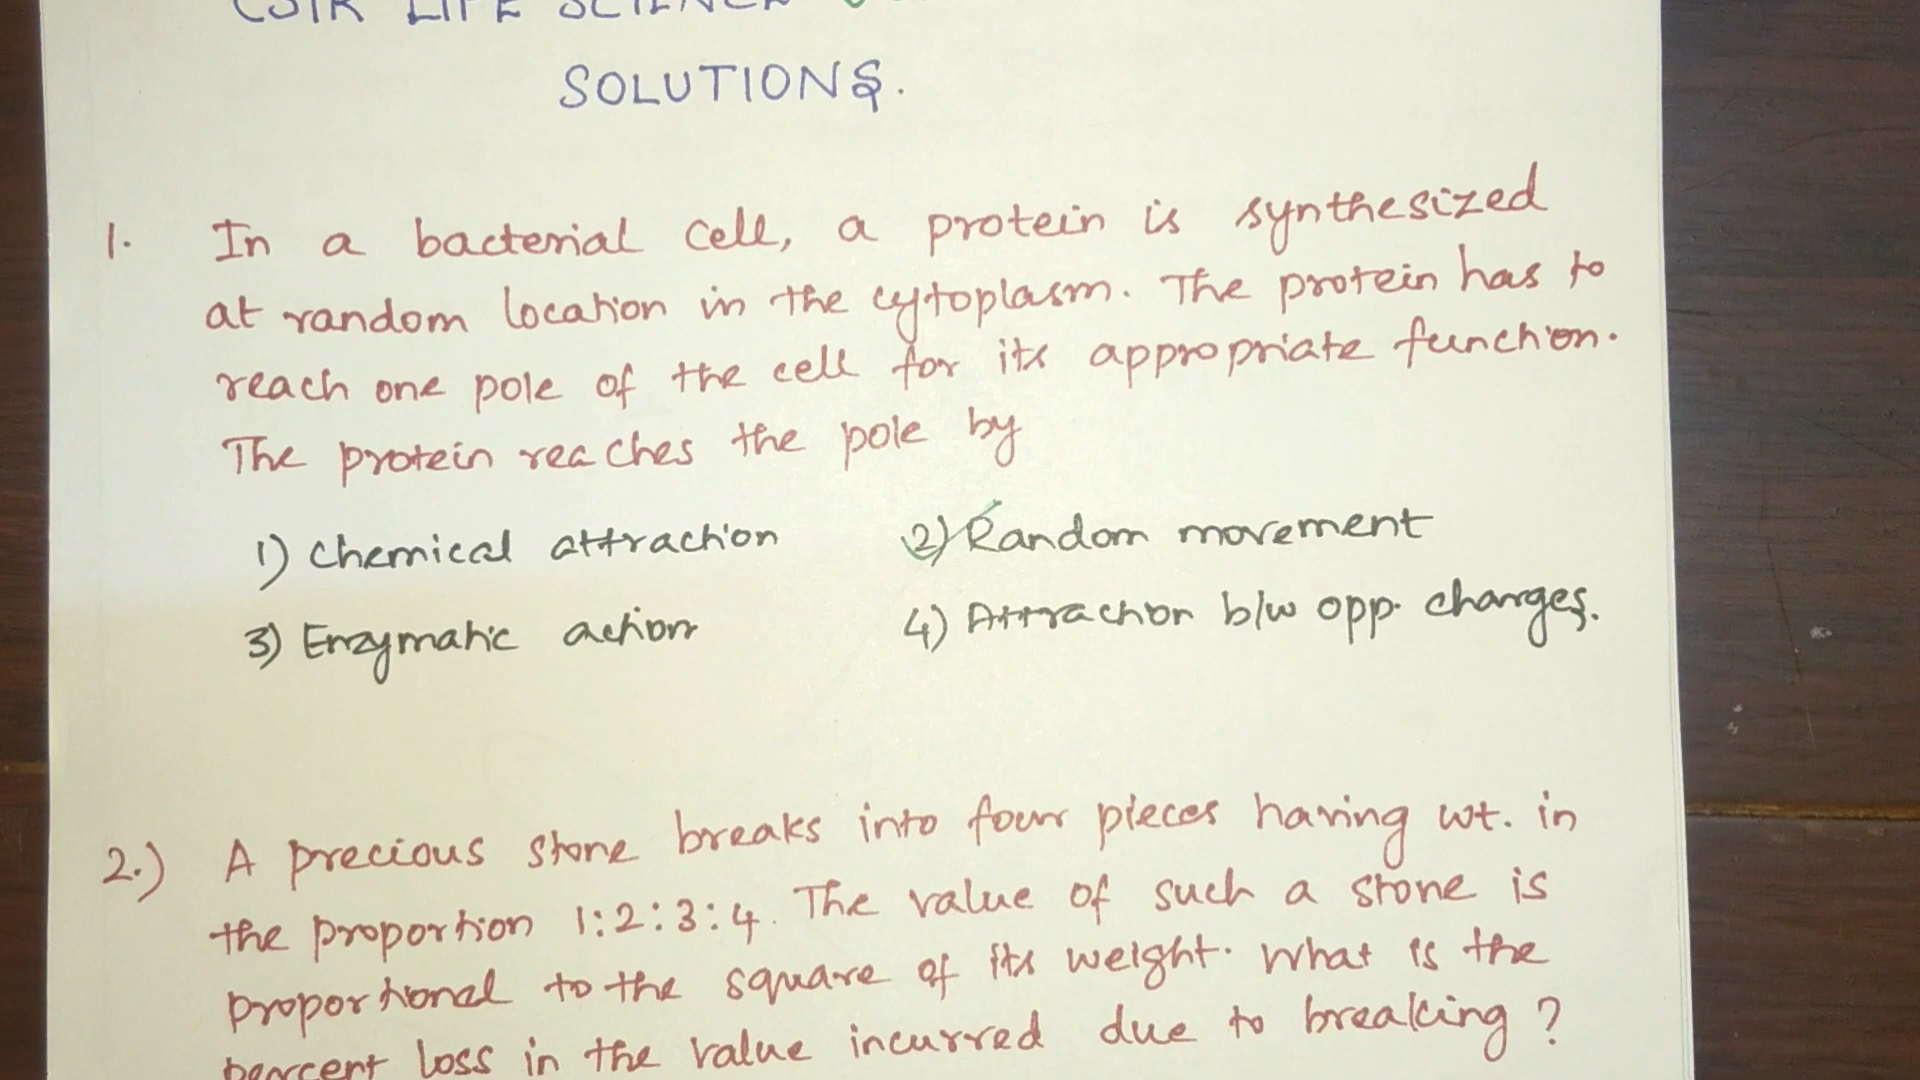 CSIR LIFE SCIENCE
SOLUTIONS.
1. In a bacterial cell, a protein is synthesized
at random location in the cytoplasm. The protein has to
reach one pole of the cell for its appropriate function.
The protein reaches the pole by
1) Chemical attraction 2) Random movement
3) Enzymatic action 4) Attraction b/w opp. charges.
2.) A precious stone breaks into four pieces having wt. in
the proportion 1:2:3:4. The value of such a stone is
proportional to the square of its weight. What is the
percent loss in the value incurred due to breaking ?